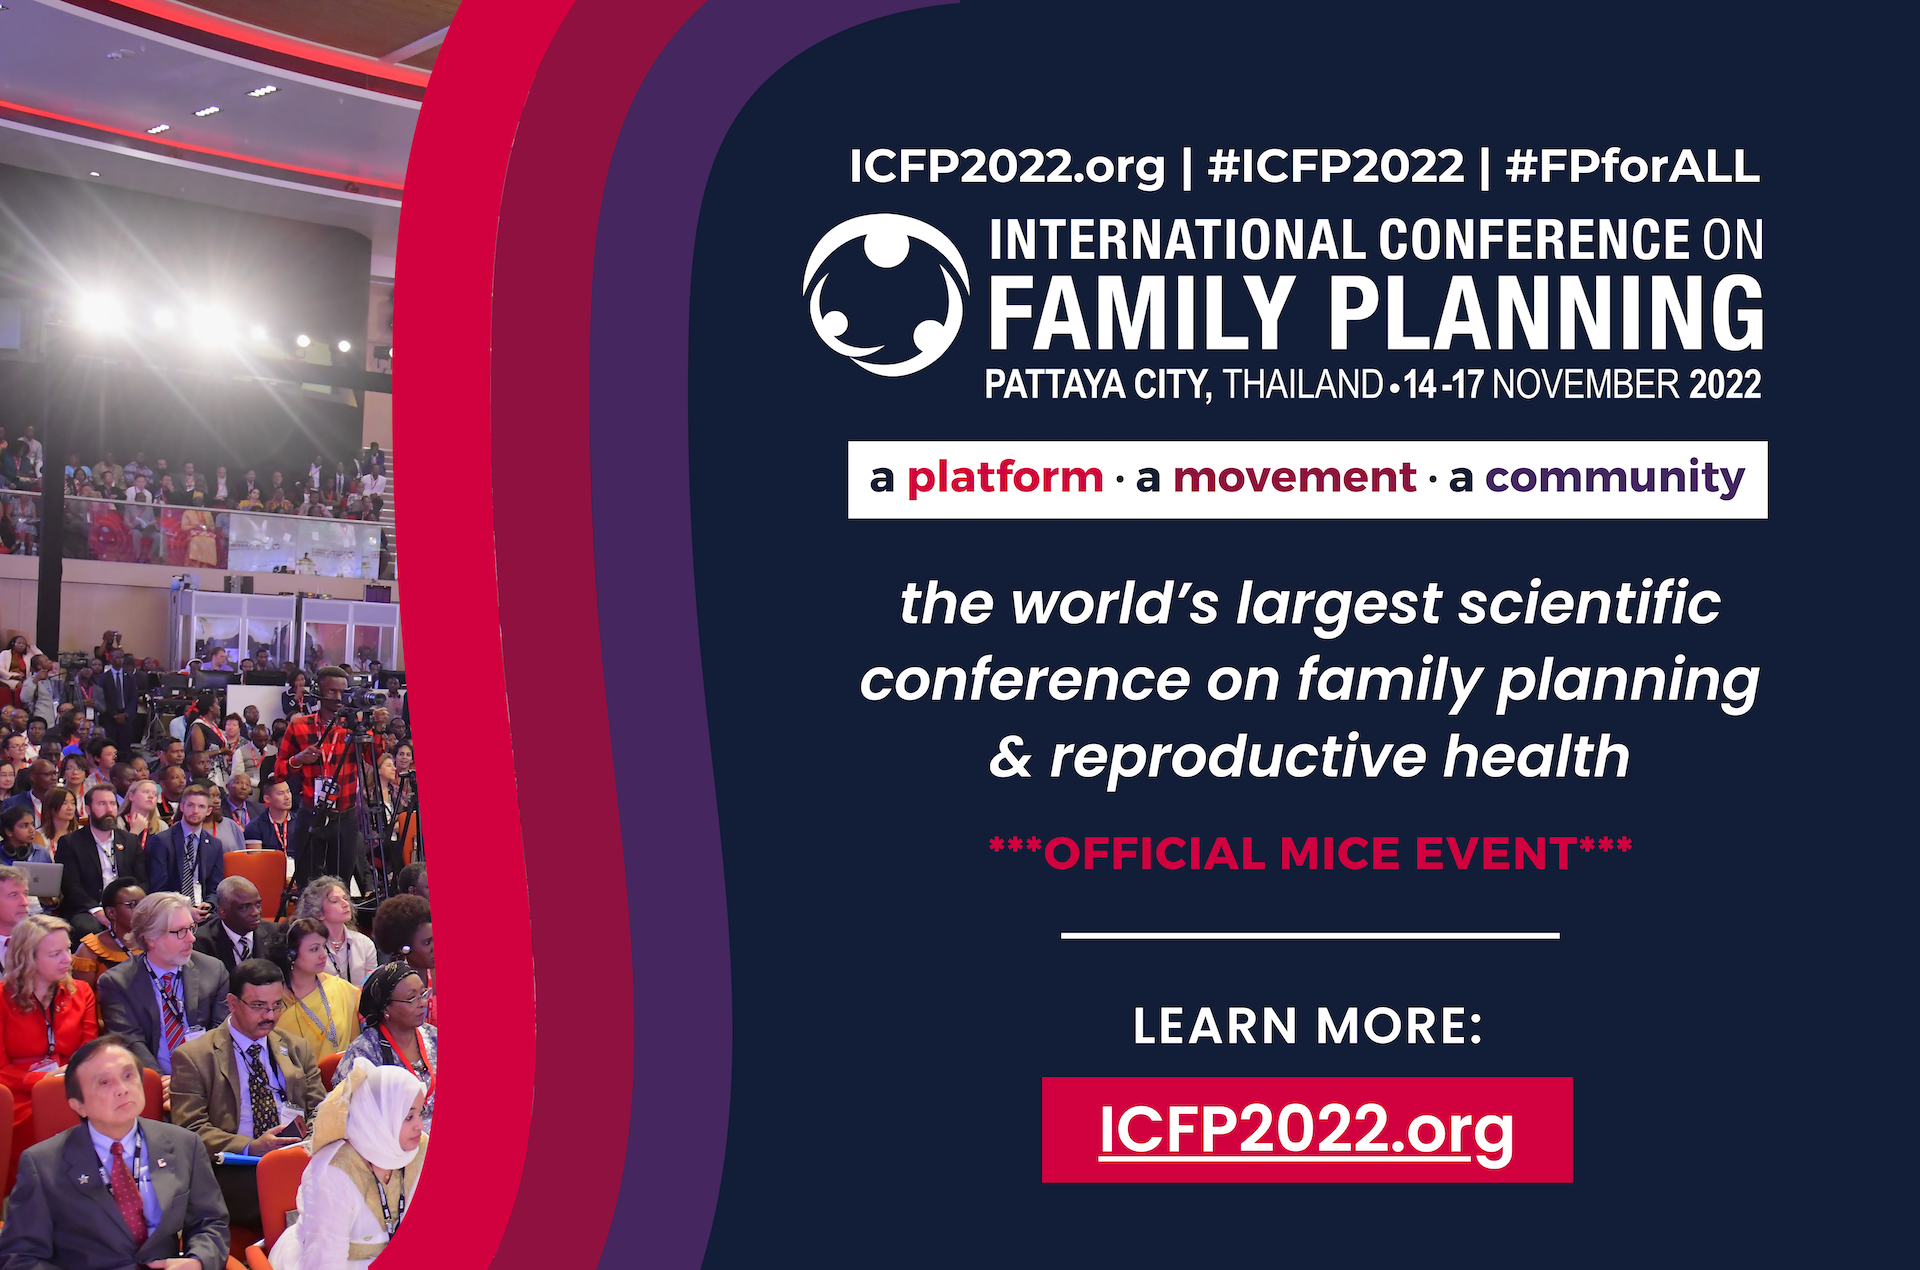 ICFP2022.org | #ICFP2022 | #FPforALL
INTERNATIONAL CONFERENCE ON
FAMILY PLANNING
PATTAYA CITY, THAILAND • 14-17 NOVEMBER 2022
a platform · a movement · a community
the world's largest scientific
conference on family planning
& reproductive health
***OFFICIAL MICE EVENT***
LEARN MORE:
ICFP2022.org